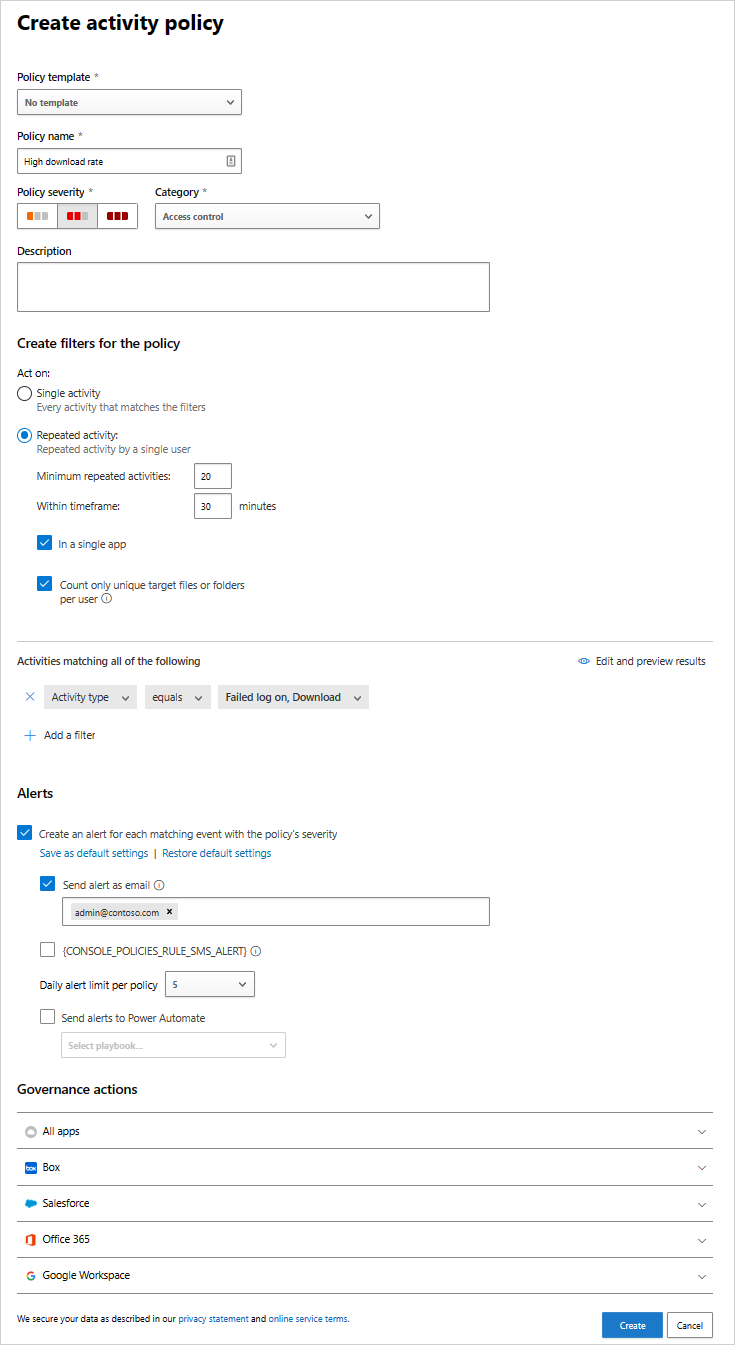 Create activity policy
Policy template *
No template
Policy name *
High download rate
Policy severity * Category *
Access control
Description
Create filters for the policy
Act on:
Single activity
Every activity that matches the filters
Repeated activity:
Repeated activity by a single user
Minimum repeated activities: 20
Within timeframe: 30 minutes
In a single app
Count only unique target files or folders
per user
Activities matching all of the following Edit and preview results
Activity type equals Failed log on, Download
Add a filter
Alerts
Create an alert for each matching event with the policy's severity
Save as default settings | Restore default settings
Send alert as email
admin@contoso.com
{CONSOLE_POLICIES_RULE_SMS_ALERT}
Daily alert limit per policy 5
Send alerts to Power Automate
Select playbook...
Governance actions
All apps
box Box
Salesforce
Office 365
Google Workspace
We secure your data as described in our privacy statement and online service terms.
Create Cancel